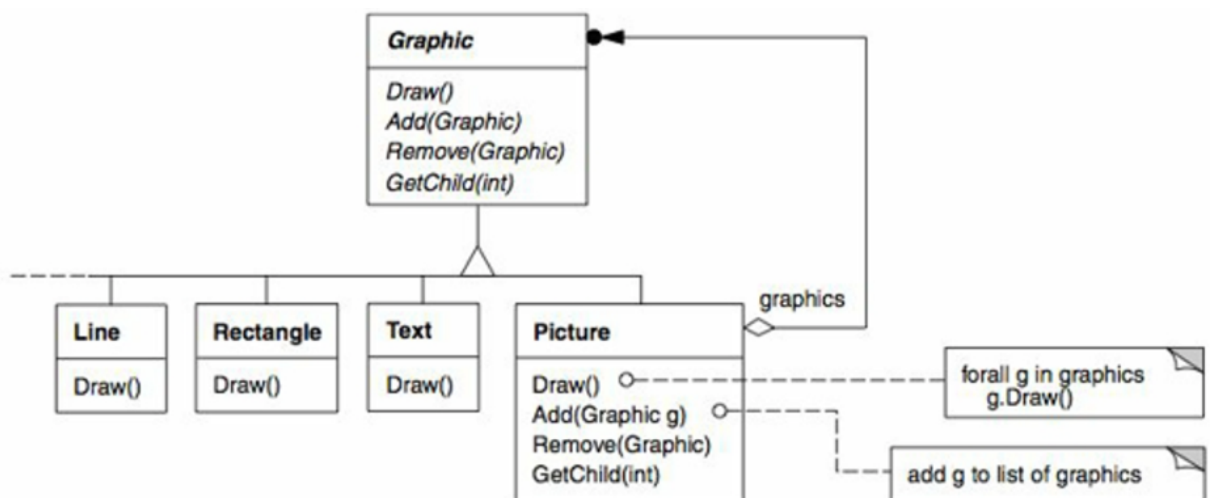 Graphic
Draw()
Add(Graphic)
Remove(Graphic)
GetChild(int)
graphics
Line
Draw()
Rectangle
Draw()
Text
Draw()
Picture
Draw()
Add(Graphic g)
Remove(Graphic)
GetChild(int)
forall g in graphics
g.Draw()
add g to list of graphics